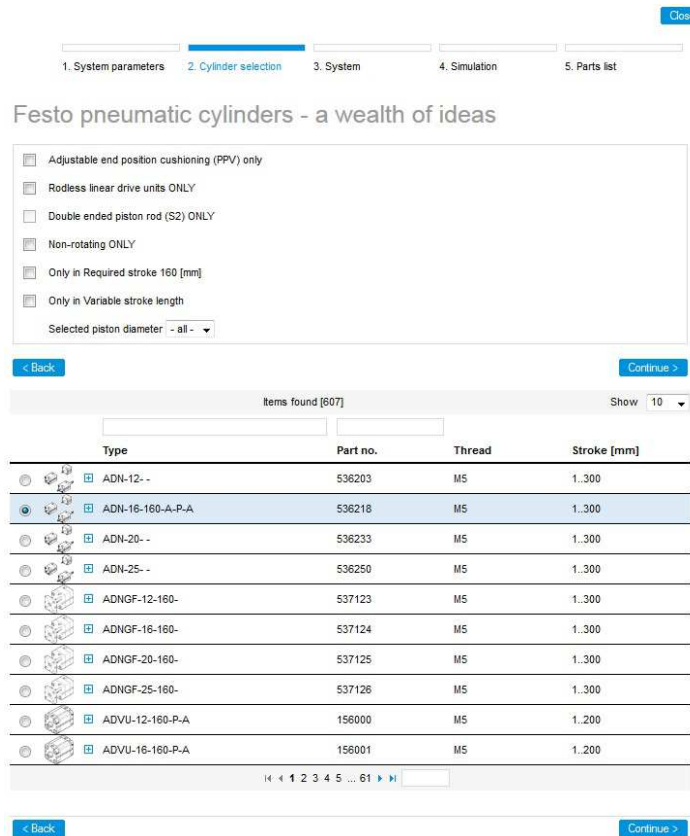 Clos
1. System parameters 2. Cylinder selection 3. System 4. Simulation 5. Parts list
Festo pneumatic cylinders - a wealth of ideas
Adjustable end position cushioning (PPV) only
Rodless linear drive units ONLY
Double ended piston rod (S2) ONLY
Non-rotating ONLY
Only in Required stroke 160 [mm]
Only in Variable stroke length
Selected piston diameter - all -
< Back Continue >
Items found [607] Show 10
Type Part no. Thread Stroke [mm]
ADN-12- - 536203 M5 1..300
ADN-16-160-A-P-A 536218 M5 1..300
ADN-20- - 536233 M5 1..300
ADN-25- - 536250 M5 1..300
ADNGF-12-160- 537123 M5 1..300
ADNGF-16-160- 537124 M5 1..300
ADNGF-20-160- 537125 M5 1..300
ADNGF-25-160- 537126 M5 1..300
ADVU-12-160-P-A 156000 M5 1..200
ADVU-16-160-P-A 156001 M5 1..200
1 2 3 4 5 ... 61
< Back Continue >